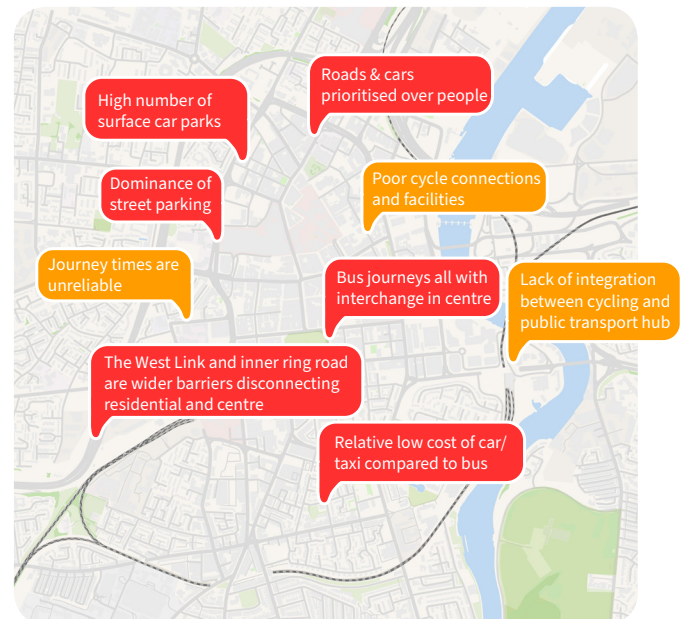 Roads & cars
prioritised over people
High number of
surface car parks
Poor cycle connections
and facilities
Dominance of
street parking
Journey times are
unreliable
Bus journeys all with
interchange in centre
Lack of integration
between cycling and
public transport hub
The West Link and inner ring road
are wider barriers disconnecting
residential and centre
Relative low cost of car/
taxi compared to bus